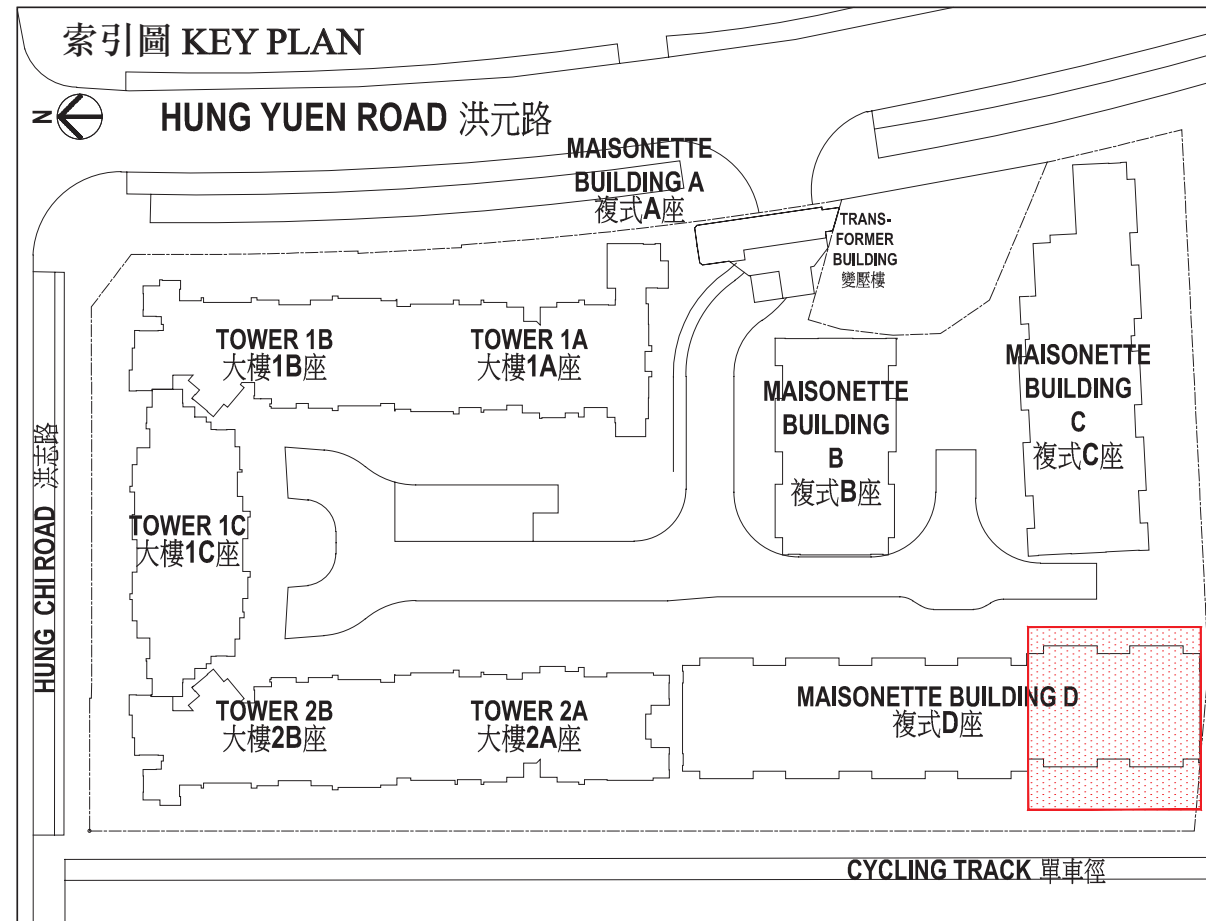 索引圖 KEY PLAN
N
HUNG YUEN ROAD 洪元路
MAISONETTE
BUILDING A
複式A座
TRANS-
FORMER
BUILDING
變壓樓
TOWER 1B
大樓1B座
TOWER 1A
大樓1A座
MAISONETTE
BUILDING
B
複式B座
MAISONETTE
BUILDING
C
複式C座
HUNG CHI ROAD 洪志路
TOWER 1C
大樓1C座
TOWER 2B
大樓2B座
TOWER 2A
大樓2A座
MAISONETTE BUILDING D
複式D座
CYCLING TRACK 單車徑